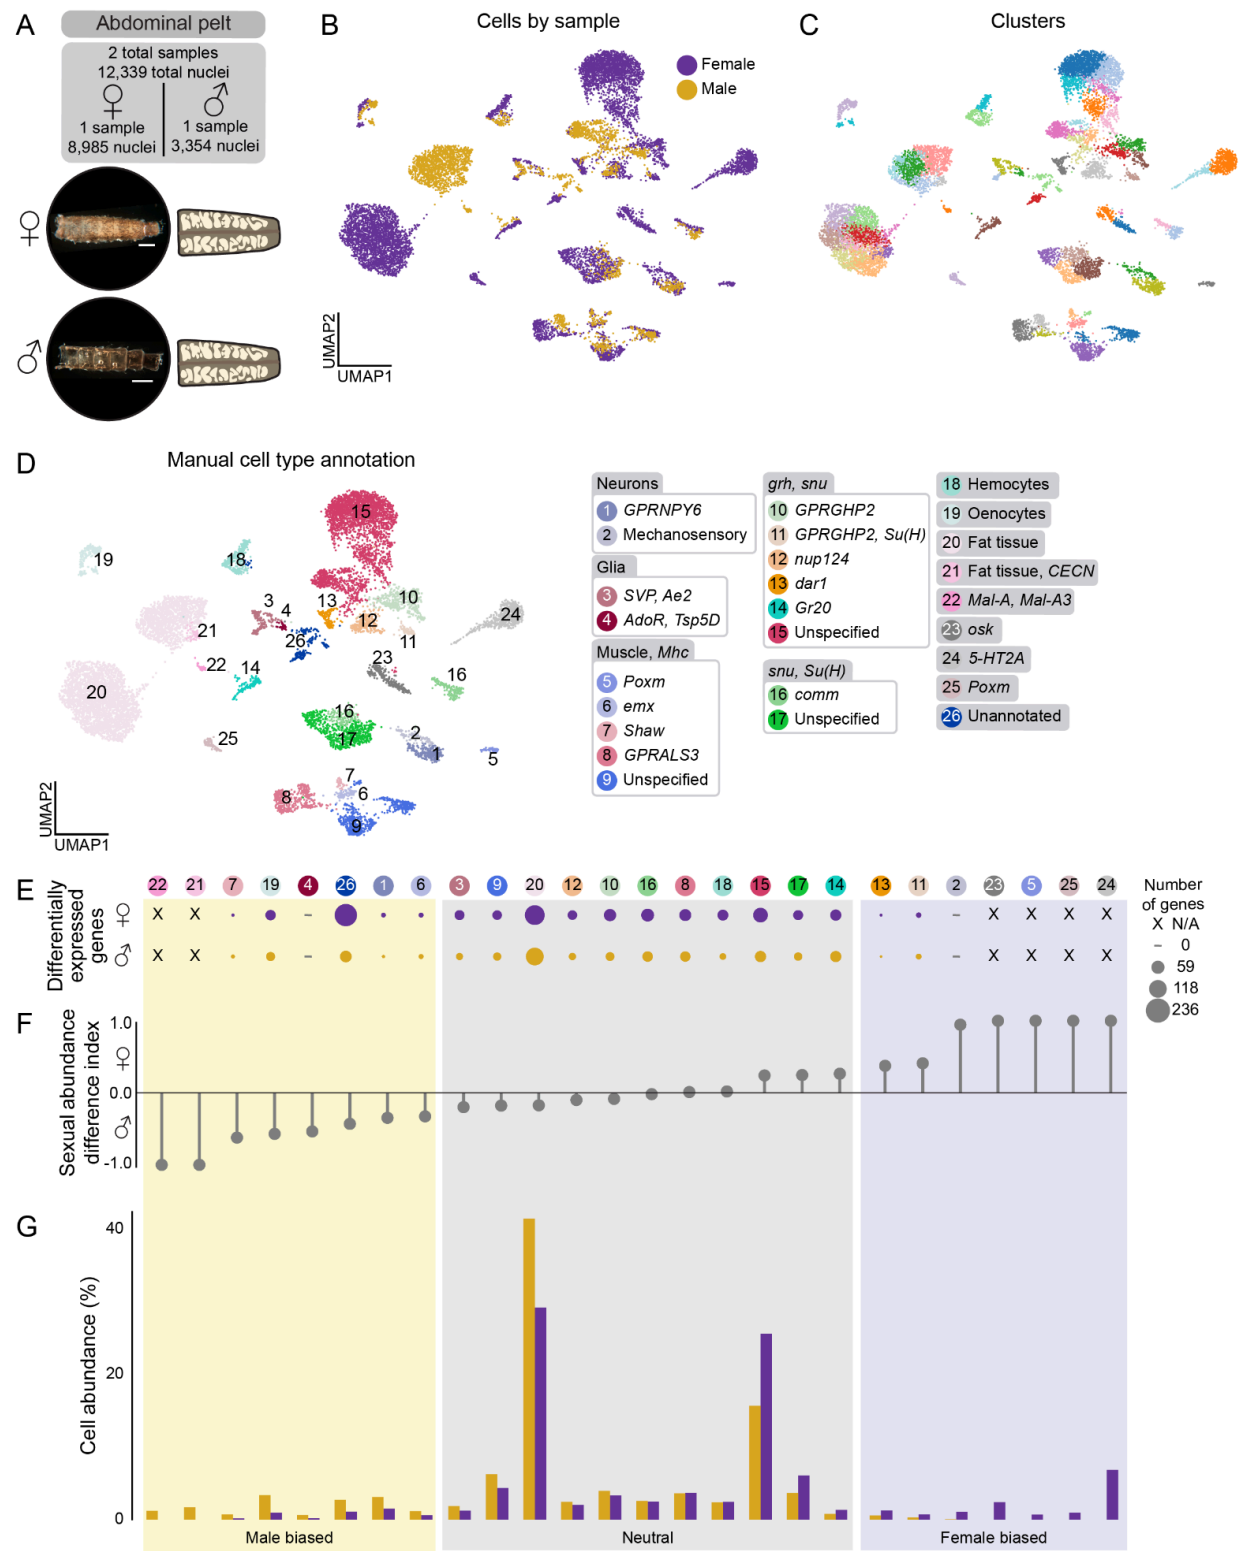 A
Abdominal pelt
2 total samples
12,339 total nuclei
♀ ♂
1 sample 1 sample
8,985 nuclei 3,354 nuclei
♀
♂
B
Cells by sample
Female
Male
UMAP2
UMAP1
C
Clusters
D
Manual cell type annotation
15
19
18
3
4
13
10
12
11
24
26
21
22
14
23
16
20
16
17
2
1
5
25
7
6
8
9
UMAP2
UMAP1
Neurons
1 GPRNPY6
2 Mechanosensory
Glia
3 SVP, Ae2
4 AdoR, Tsp5D
Muscle, Mhc
5 Poxm
6 emx
7 Shaw
8 GPRALS3
9 Unspecified
grh, snu
10 GPRGHP2
11 GPRGHP2, Su(H)
12 nup124
13 dar1
14 Gr20
15 Unspecified
snu, Su(H)
16 comm
17 Unspecified
18 Hemocytes
19 Oenocytes
20 Fat tissue
21 Fat tissue, CECN
22 Mal-A, Mal-A3
23 osk
24 5-HT2A
25 Poxm
26 Unannotated
E
Differentially
expressed
genes
22 21 7 19 4 26 1 6 3 9 20 12 10 16 8 18 15 17 14 13 11 2 23 5 25 24
♀ X X – – X X X X
♂ X X – – X X X X
Number
of genes
X N/A
– 0
59
118
236
F
Sexual abundance
difference index
1.0
♀
0.0
♂
-1.0
G
Cell abundance (%)
40
20
0
Male biased
Neutral
Female biased